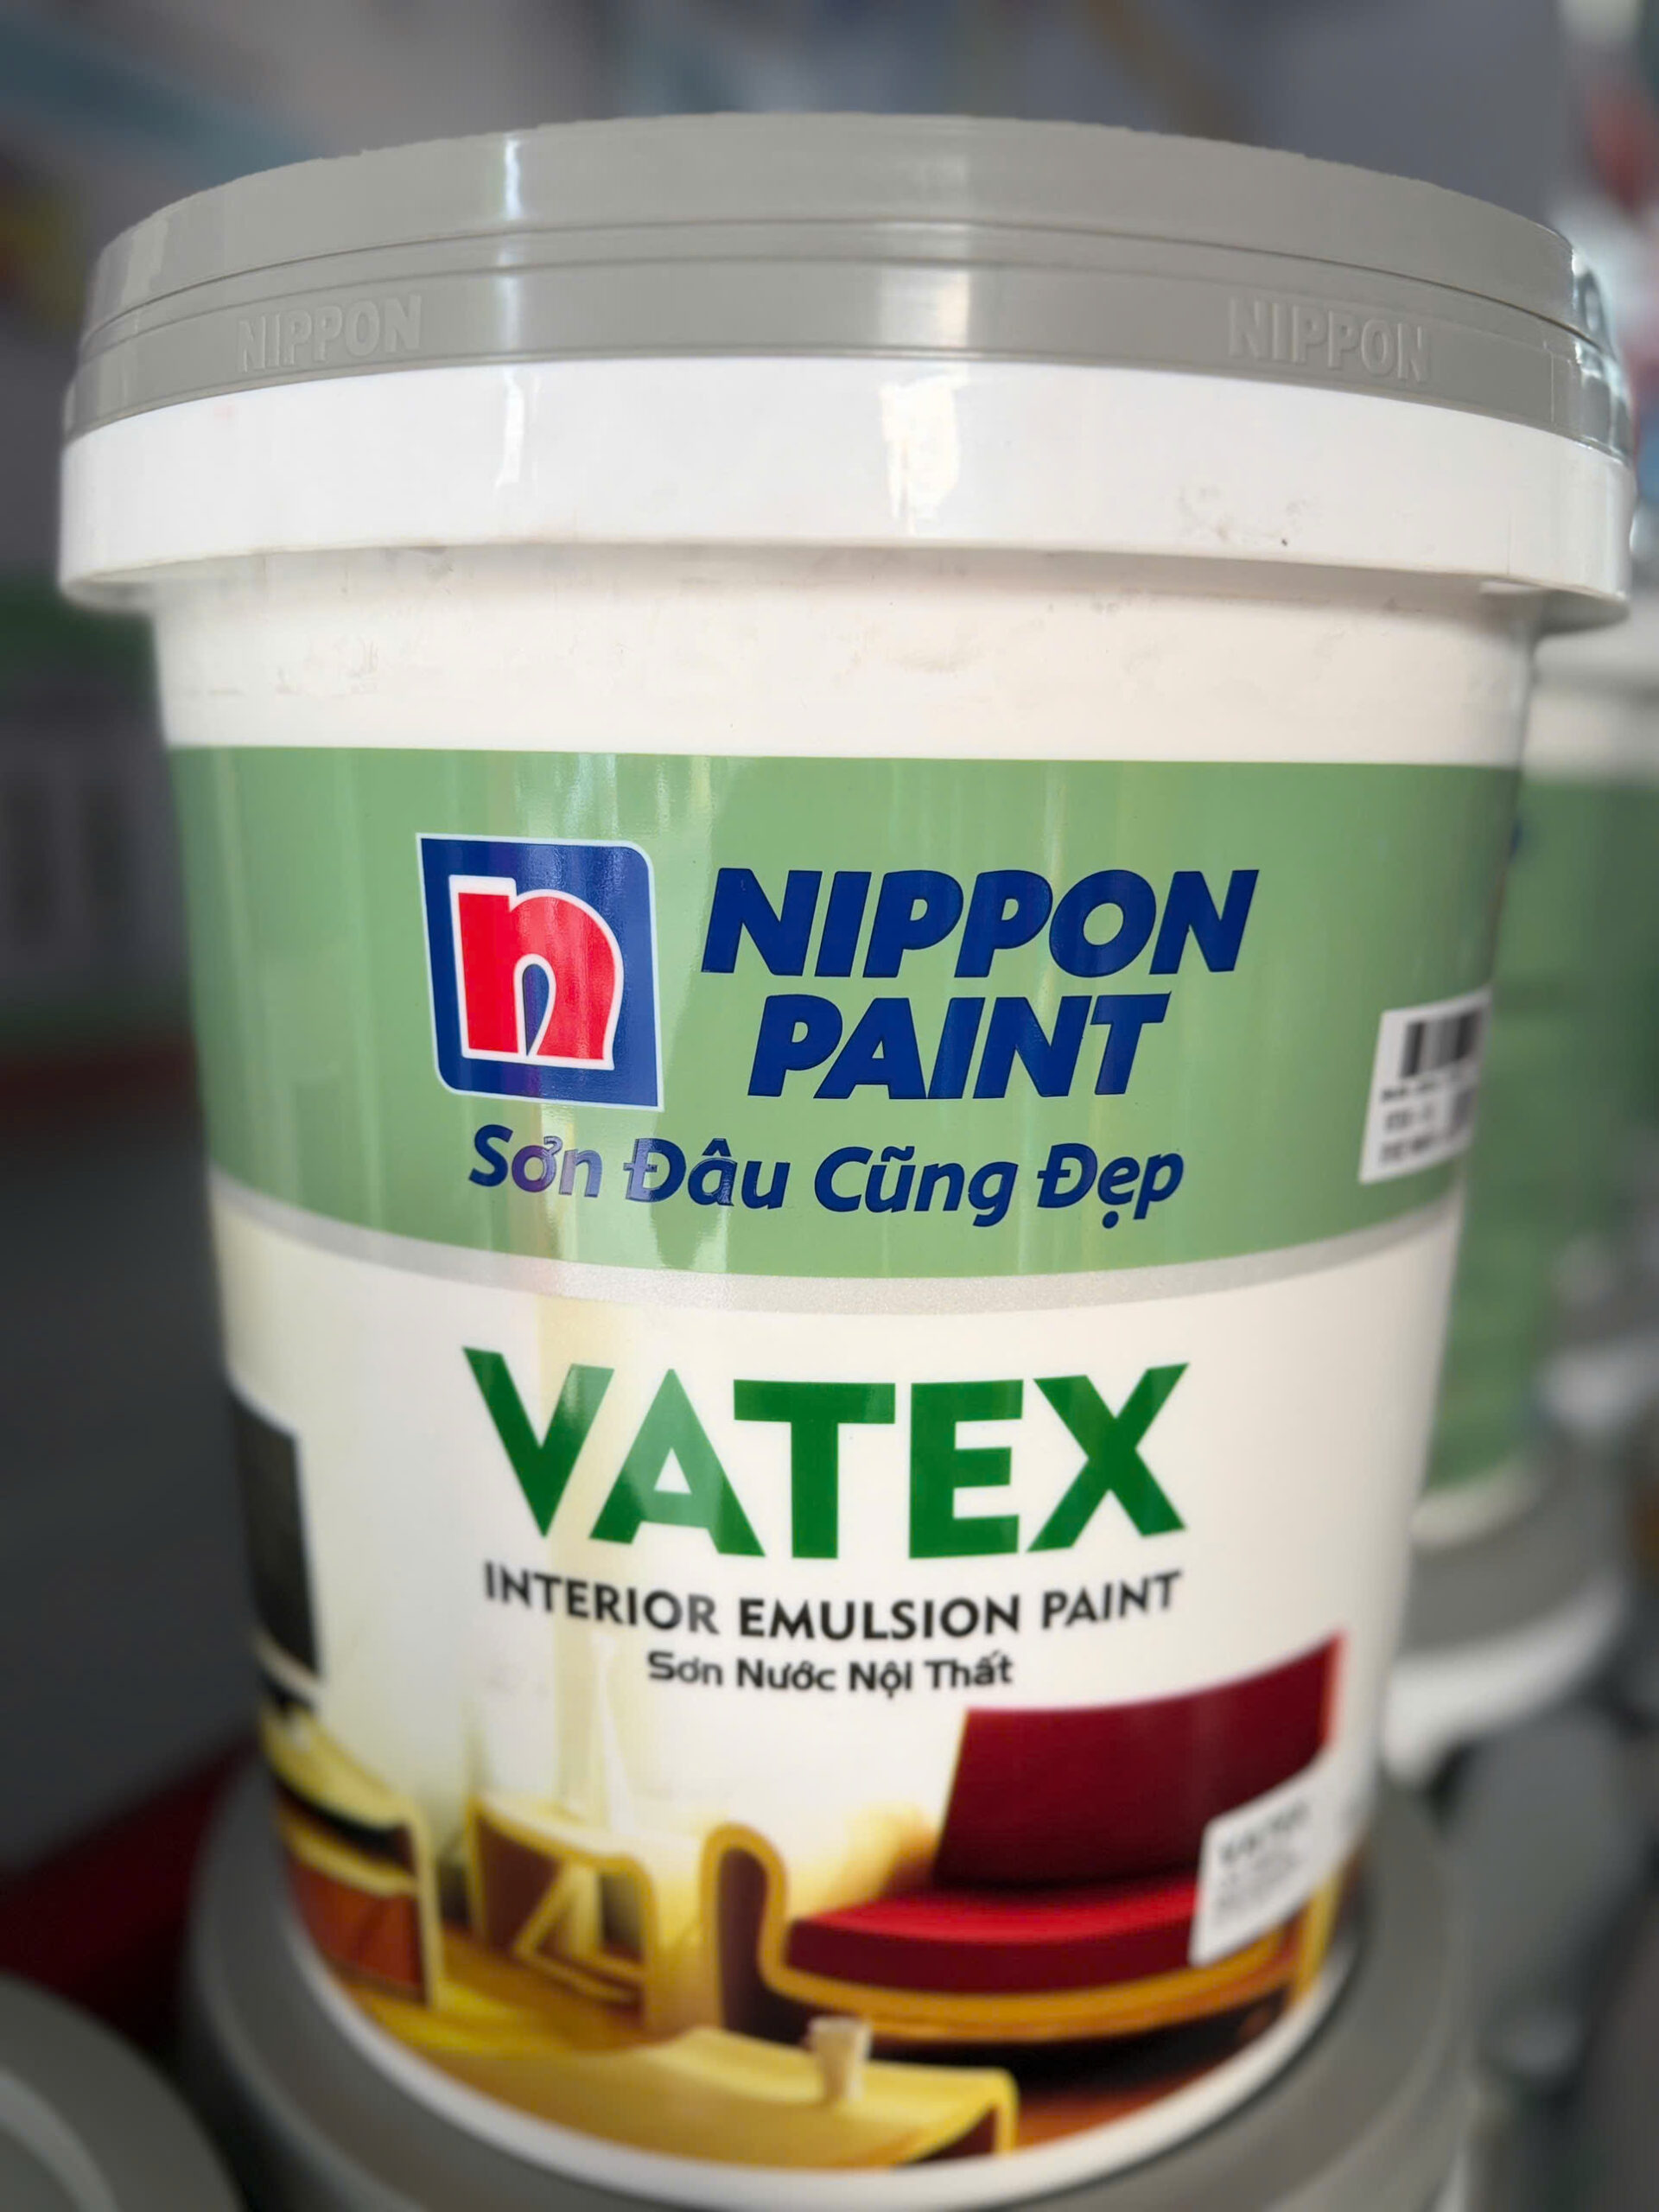 NIPPON NIPPON
n NIPPON
PAINT
Sơn Đâu Cũng Đẹp
VATEX
INTERIOR EMULSION PAINT
Sơn Nước Nội Thất